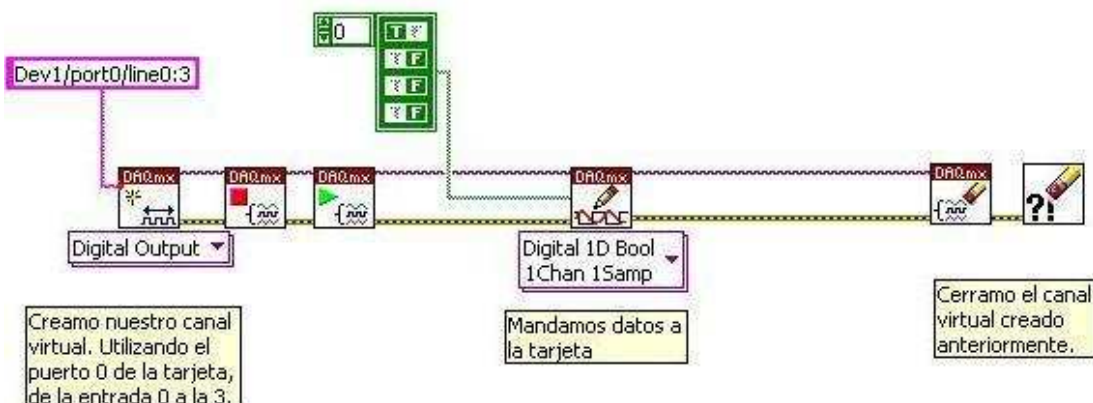 0
T
F
F
F
Dev1/port0/line0:3
DAQmx
DAQmx
DAQmx
DAQmx
DAQmx
?!
Digital Output
Digital 1D Bool
1Chan 1Samp
Creamo nuestro canal
virtual. Utilizando el
puerto 0 de la tarjeta,
de la entrada 0 a la 3.
Mandamos datos a
la tarjeta
Cerramo el canal
virtual creado
anteriormente.